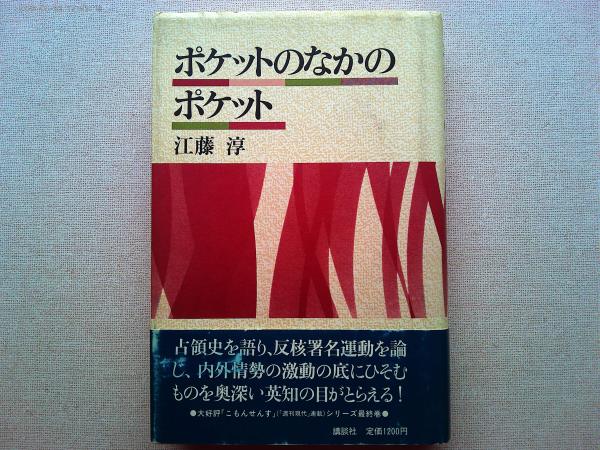 ポケットのなかの
ポケット
江藤 淳
占領史を語り、反核署名運動を論
じ、内外情勢の激動の底にひそむ
ものを奥深い英知の目がとらえる!
●大好評「こもんせんす」(「週刊現代」連載)シリーズ最終巻●
講談社 定価1200円